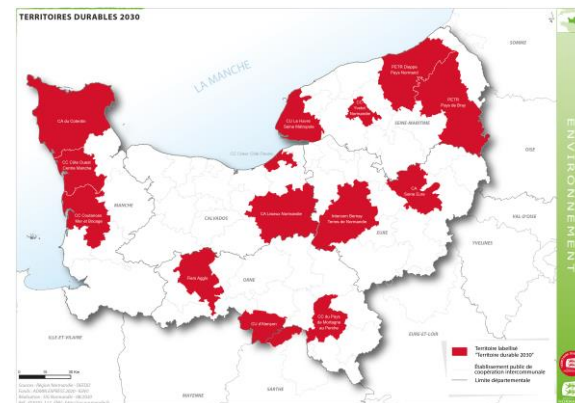 TERRITOIRES DURABLES 2030
SOMME
LA MANCHE
PETR Dieppe
Pays Normand
PETR
Pays de Bray
CA du Cotentin
CU Le Havre
Seine Métropole
SEINE-MARITIME
OISE
CC Côte Ouest
Centre Manche
CC Coutances
Mer et Bocage
MANCHE
CALVADOS
CA Lisieux Normandie
Intercom Bernay
Terres de Normandie
CA
Seine Eure
EURE
VAL-D'OISE
YVELINES
Flers Agglo
ORNE
CU d'Alençon
CC du Pays
de Mortagne
au Perche
ILLE-ET-VILAINE
EURE-ET-LOIR
MAYENNE
SARTHE
Territoire labellisé
"Territoire durable 2030"
Établissement public de
coopération intercommunale
Limite départementale
ENVIRONNEMENT